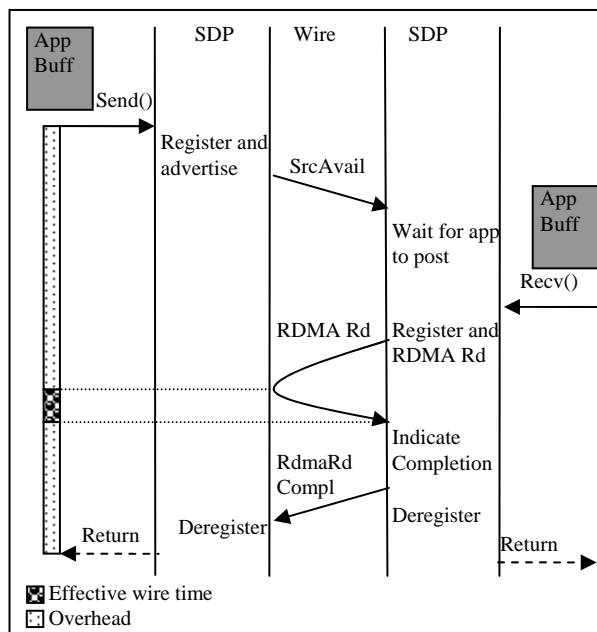 App
Buff
SDP
Wire
SDP
Send()
Register and
advertise
SrcAvail
App
Buff
Wait for app
to post
Recv()
RDMA Rd
Register and
RDMA Rd
Indicate
Completion
RdmaRd
Compl
Deregister
Deregister
Return
Return
Effective wire time
Overhead